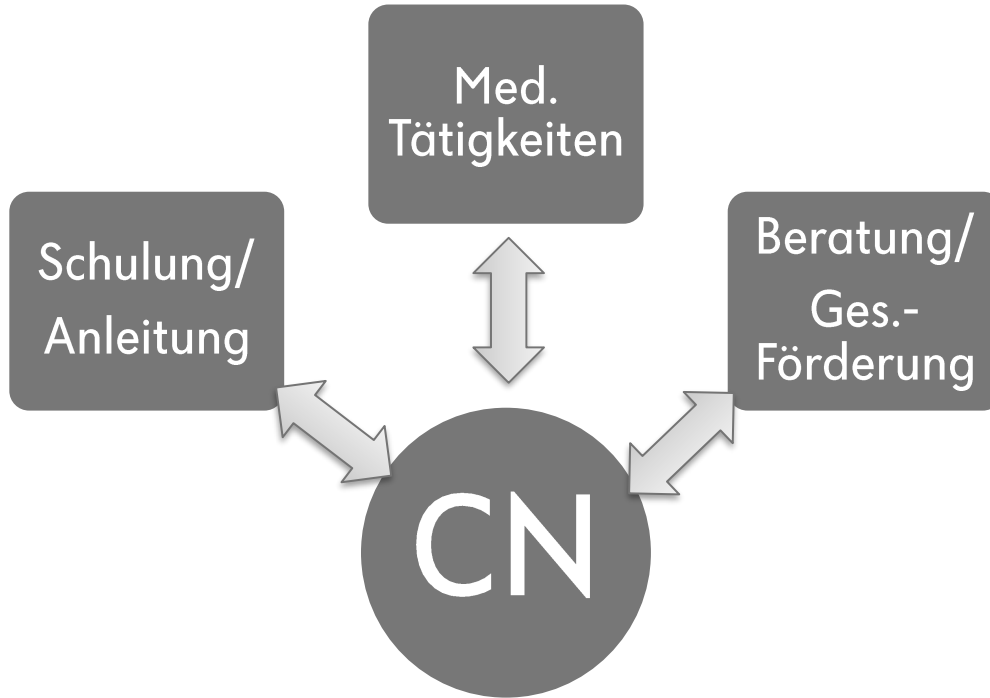 Med.
Tätigkeiten
Schulung/
Anleitung
Beratung/
Ges.-
Förderung
CN